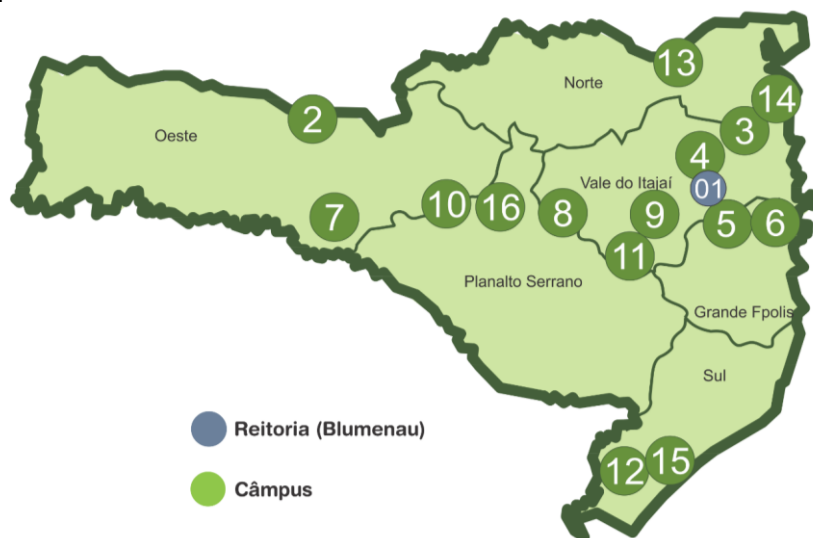 13
Norte
14
2
3
Oeste
4
Vale do Itajaí
01
10
16
7
8
9
5
6
11
Planalto Serrano
Grande Fpolis
Sul
Reitoria (Blumenau)
12
15
Câmpus